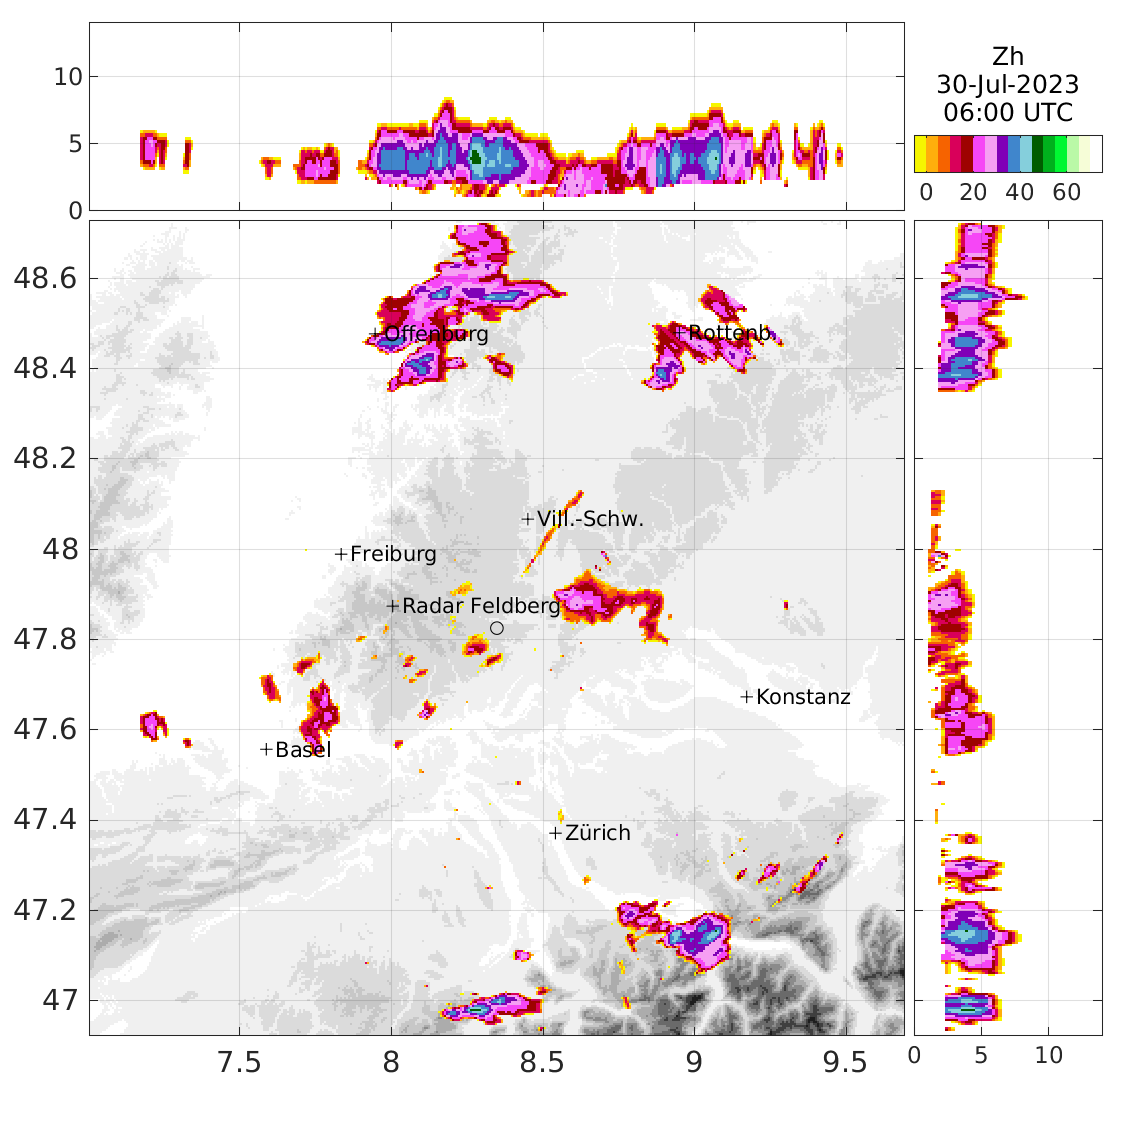 10
5
0
Zh
30-Jul-2023
06:00 UTC
0 20 40 60
48.6
Offenburg
Rottenb.
48.4
48.2
Vill.-Schw.
48
Freiburg
Radar Feldberg
47.8
Konstanz
47.6
Basel
47.4
Zürich
47.2
47
7.5 8 8.5 9 9.5
0 5 10